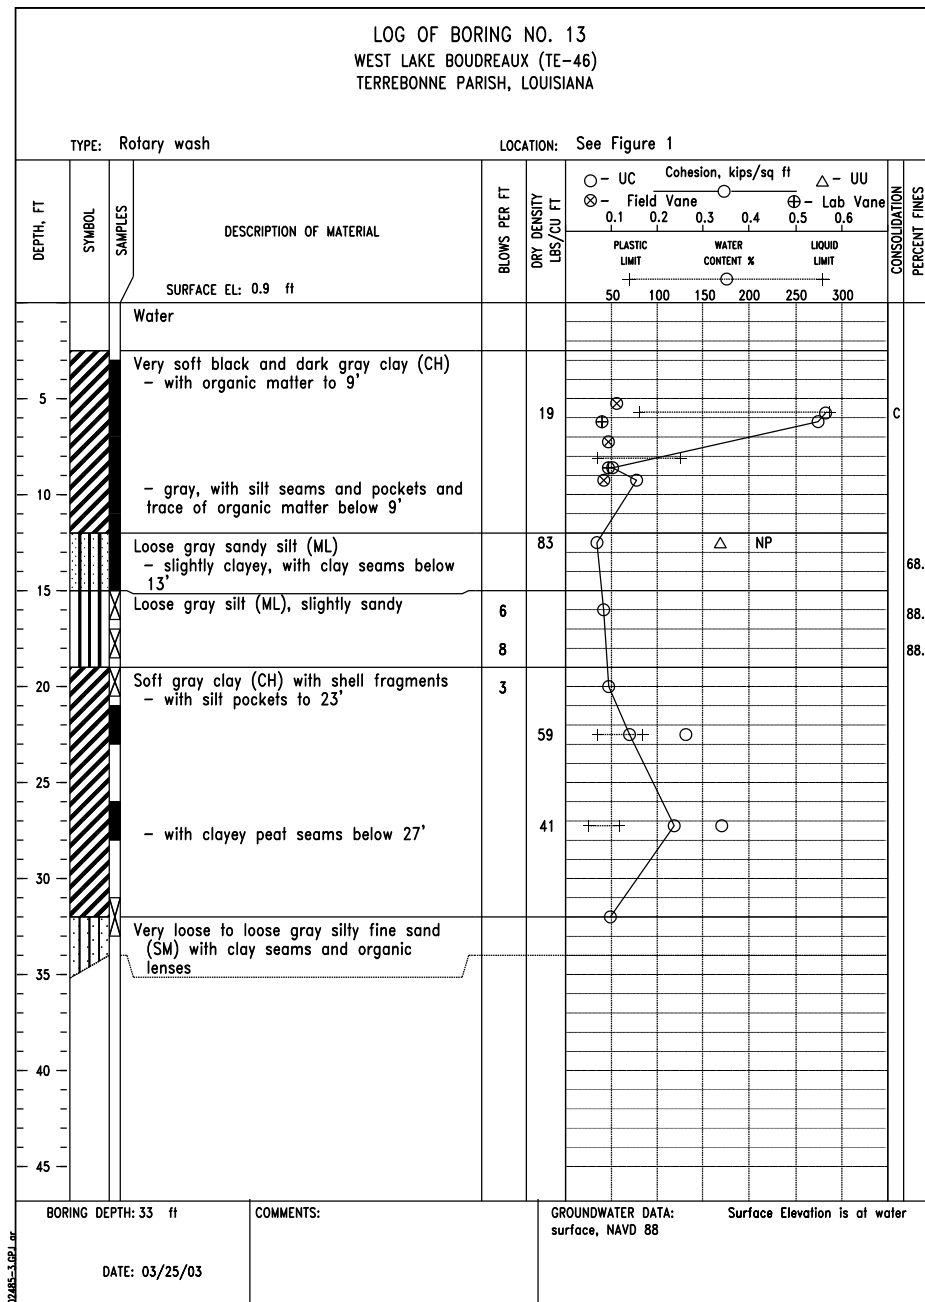 LOG OF BORING NO. 13
WEST LAKE BOUDREAUX (TE-46)
TERREBONNE PARISH, LOUISIANA
TYPE: Rotary wash
LOCATION: See Figure 1
DEPTH, FT
SYMBOL
SAMPLES
DESCRIPTION OF MATERIAL
SURFACE EL: 0.9 ft
BLOWS PER FT
DRY DENSITY
LBS/CU FT
Cohesion, kips/sq ft
- UC
- UU
- Field Vane
- Lab Vane
0.1 0.2 0.3 0.4 0.5 0.6
PLASTIC LIMIT
WATER CONTENT %
LIQUID LIMIT
50 100 150 200 250 300
CONSOLIDATION
PERCENT FINES
Water
Very soft black and dark gray clay (CH)
- with organic matter to 9'
5
19
C
- gray, with silt seams and pockets and
trace of organic matter below 9'
10
Loose gray sandy silt (ML)
83
NP
- slightly clayey, with clay seams below
13'
68.
15
Loose gray silt (ML), slightly sandy
6
88.
8
88.
Soft gray clay (CH) with shell fragments
20
3
- with silt pockets to 23'
59
25
- with clayey peat seams below 27'
41
30
Very loose to loose gray silty fine sand
(SM) with clay seams and organic
lenses
35
40
45
BORING DEPTH: 33 ft
COMMENTS:
GROUNDWATER DATA: Surface Elevation is at water
surface, NAVD 88
DATE: 03/25/03